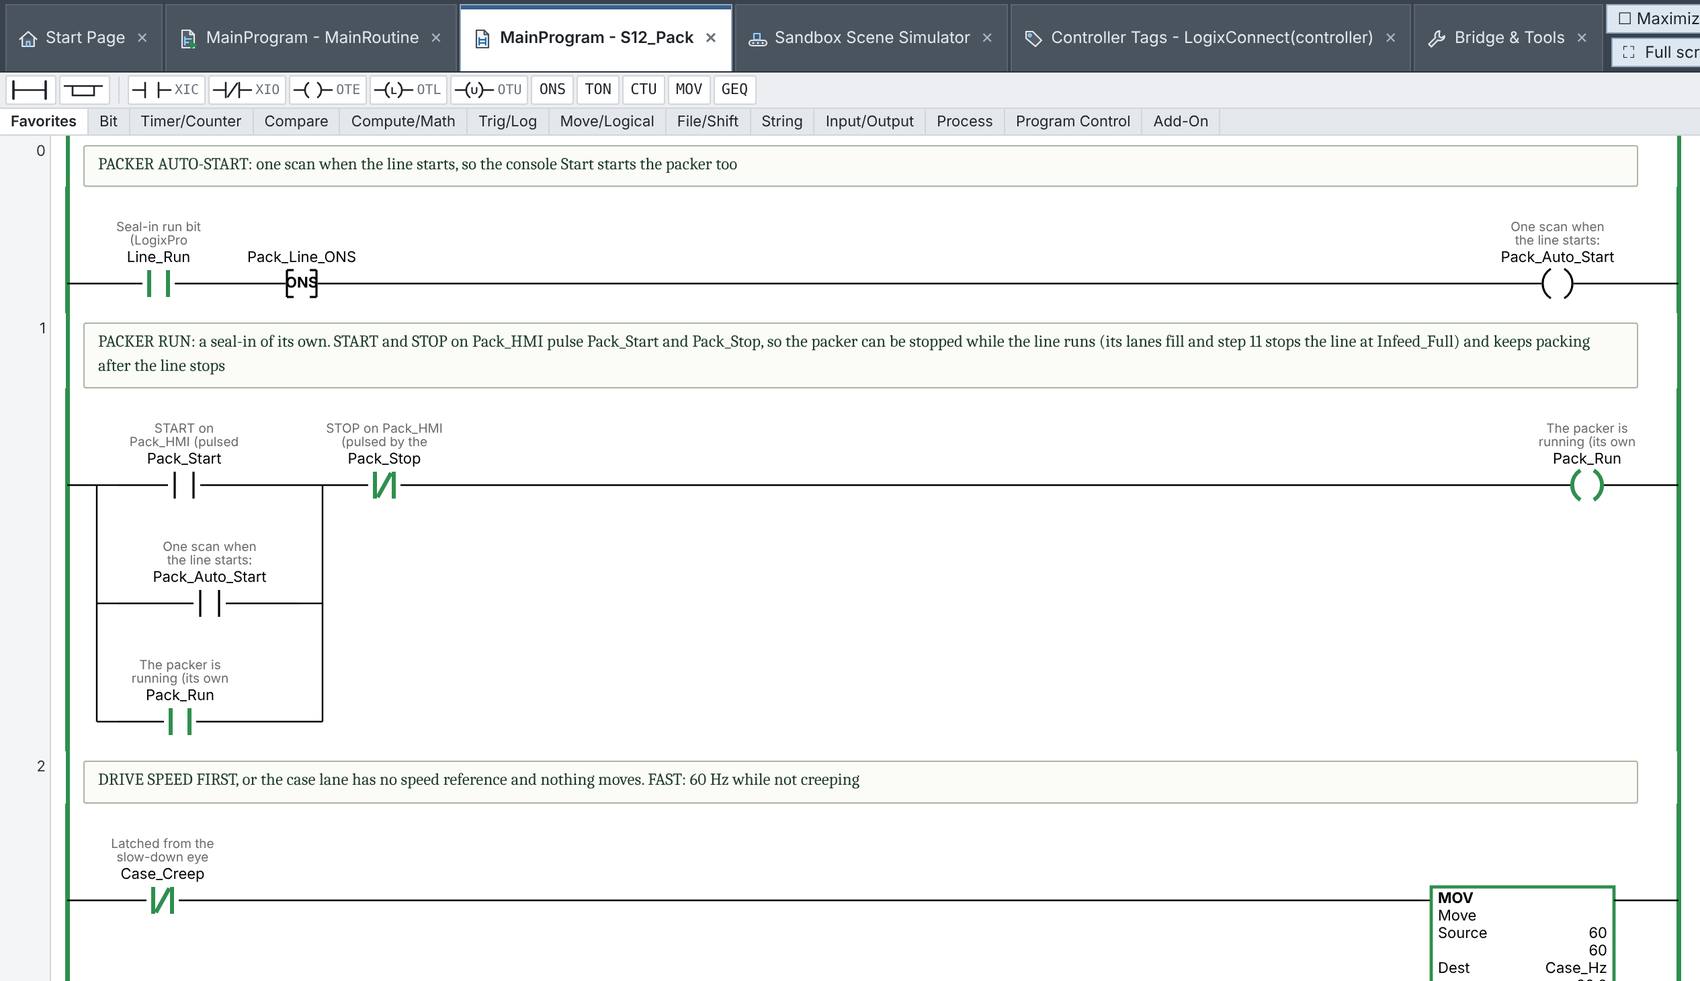 Start Page ×
MainProgram - MainRoutine ×
MainProgram - S12_Pack ×
Sandbox Scene Simulator ×
Controller Tags - LogixConnect(controller) ×
Bridge & Tools ×
Maximiz
Full scr
XIC
XIO
OTE
L OTL
U OTU
ONS
TON
CTU
MOV
GEQ
Favorites
Bit
Timer/Counter
Compare
Compute/Math
Trig/Log
Move/Logical
File/Shift
String
Input/Output
Process
Program Control
Add-On
0
PACKER AUTO-START: one scan when the line starts, so the console Start starts the packer too
Seal-in run bit
(LogixPro
Line_Run
Pack_Line_ONS
ONS
One scan when
the line starts:
Pack_Auto_Start
1
PACKER RUN: a seal-in of its own. START and STOP on Pack_HMI pulse Pack_Start and Pack_Stop, so the packer can be stopped while the line runs (its lanes fill and step 11 stops the line at Infeed_Full) and keeps packing
after the line stops
START on
Pack_HMI (pulsed
Pack_Start
STOP on Pack_HMI
(pulsed by the
Pack_Stop
The packer is
running (its own
Pack_Run
One scan when
the line starts:
Pack_Auto_Start
The packer is
running (its own
Pack_Run
2
DRIVE SPEED FIRST, or the case lane has no speed reference and nothing moves. FAST: 60 Hz while not creeping
Latched from the
slow-down eye
Case_Creep
MOV
Move
Source 60
60
Dest Case_Hz